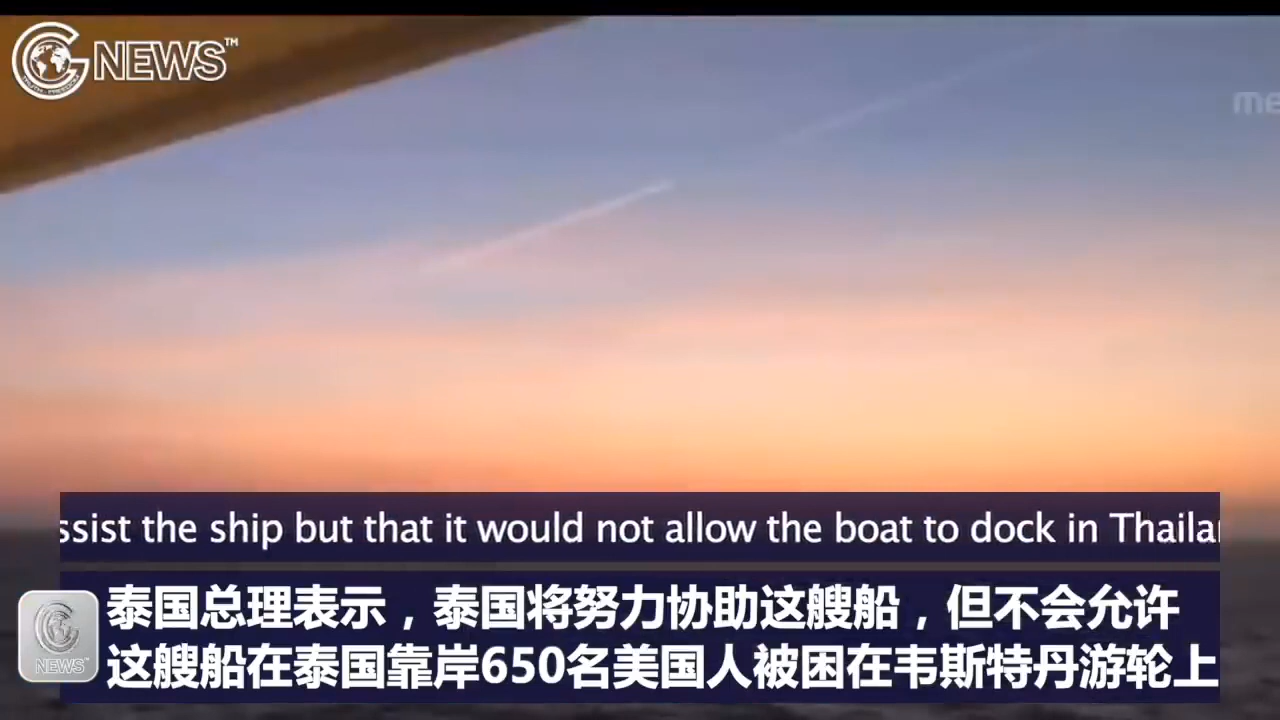 NEWS™
me
ssist the ship but that it would not allow the boat to dock in Thaila
泰国总理表示，泰国将努力协助这艘船，但不会允许
这艘船在泰国靠岸650名美国人被困在韦斯特丹游轮上
NEWS